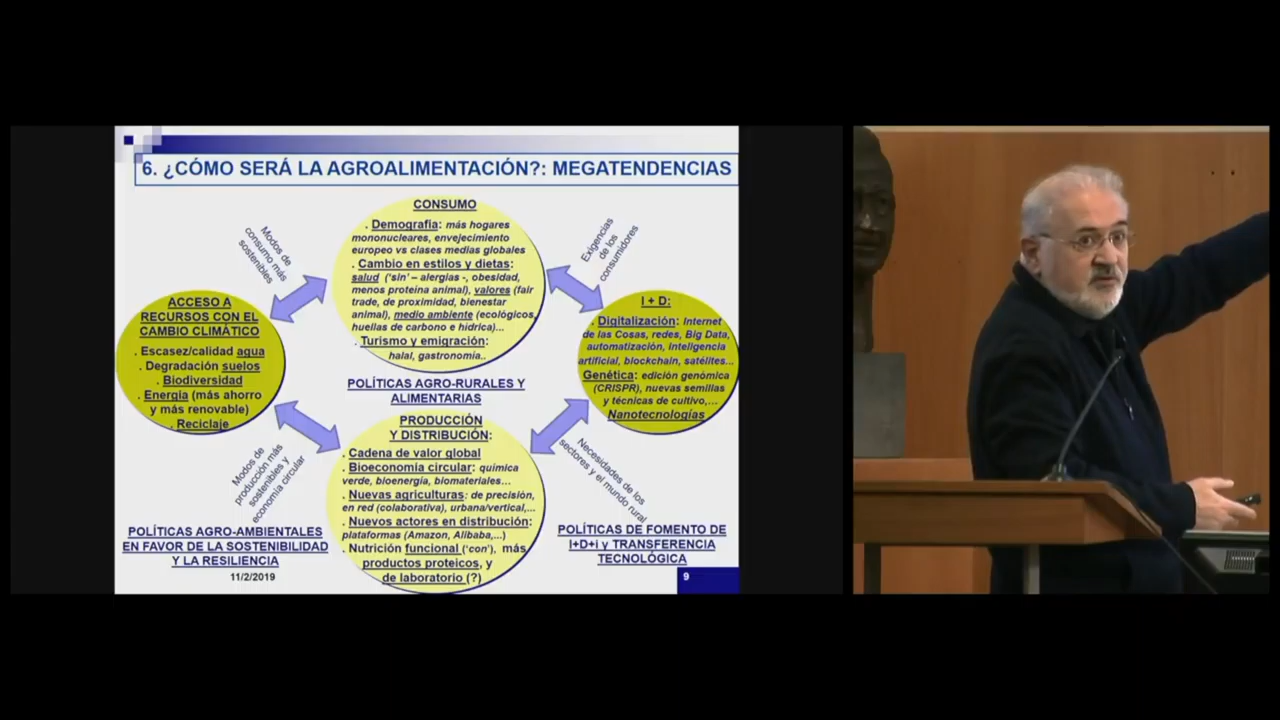 6. ¿CÓMO SERÁ LA AGROALIMENTACIÓN?: MEGATENDENCIAS
CONSUMO
. Demografía: más hogares
mononucleares, envejecimiento
europeo vs clases medias globales
. Cambio en estilos y dietas:
salud (‘sin’ – alergias -, obesidad,
menos proteína animal), valores (fair
trade, de proximidad, bienestar
animal), medio ambiente (ecológicos,
huellas de carbono e hídrica)...
. Turismo y emigración:
halal, gastronomía..
Modos de
consumo más
sostenibles
Exigencias
de los
consumidores
ACCESO A
RECURSOS CON EL
CAMBIO CLIMÁTICO
. Escasez/calidad agua
. Degradación suelos
. Biodiversidad
. Energía (más ahorro
y más renovable)
. Reciclaje
I + D:
. Digitalización: Internet
de las Cosas, redes, Big Data,
automatización, Inteligencia
artificial, blockchain, satélites...
. Genética: edición genómica
(CRISPR), nuevas semillas
y técnicas de cultivo,...
. Nanotecnologías
POLÍTICAS AGRO-RURALES Y
ALIMENTARIAS
PRODUCCIÓN
Y DISTRIBUCIÓN:
. Cadena de valor global
. Bioeconomía circular: química
verde, bioenergía, biomateriales...
. Nuevas agriculturas: de precisión,
en red (colaborativa), urbana/vertical,...
. Nuevos actores en distribución:
plataformas (Amazon, Alibaba,...)
. Nutrición funcional (‘con’), más
productos proteicos, y
de laboratorio (?)
Modos de
producción más
sostenibles y
economía circular
Necesidades de los
sectores y el mundo rural
POLÍTICAS AGRO-AMBIENTALES
EN FAVOR DE LA SOSTENIBILIDAD
Y LA RESILIENCIA
POLÍTICAS DE FOMENTO DE
I+D+i y TRANSFERENCIA
TECNOLÓGICA
11/2/2019
9